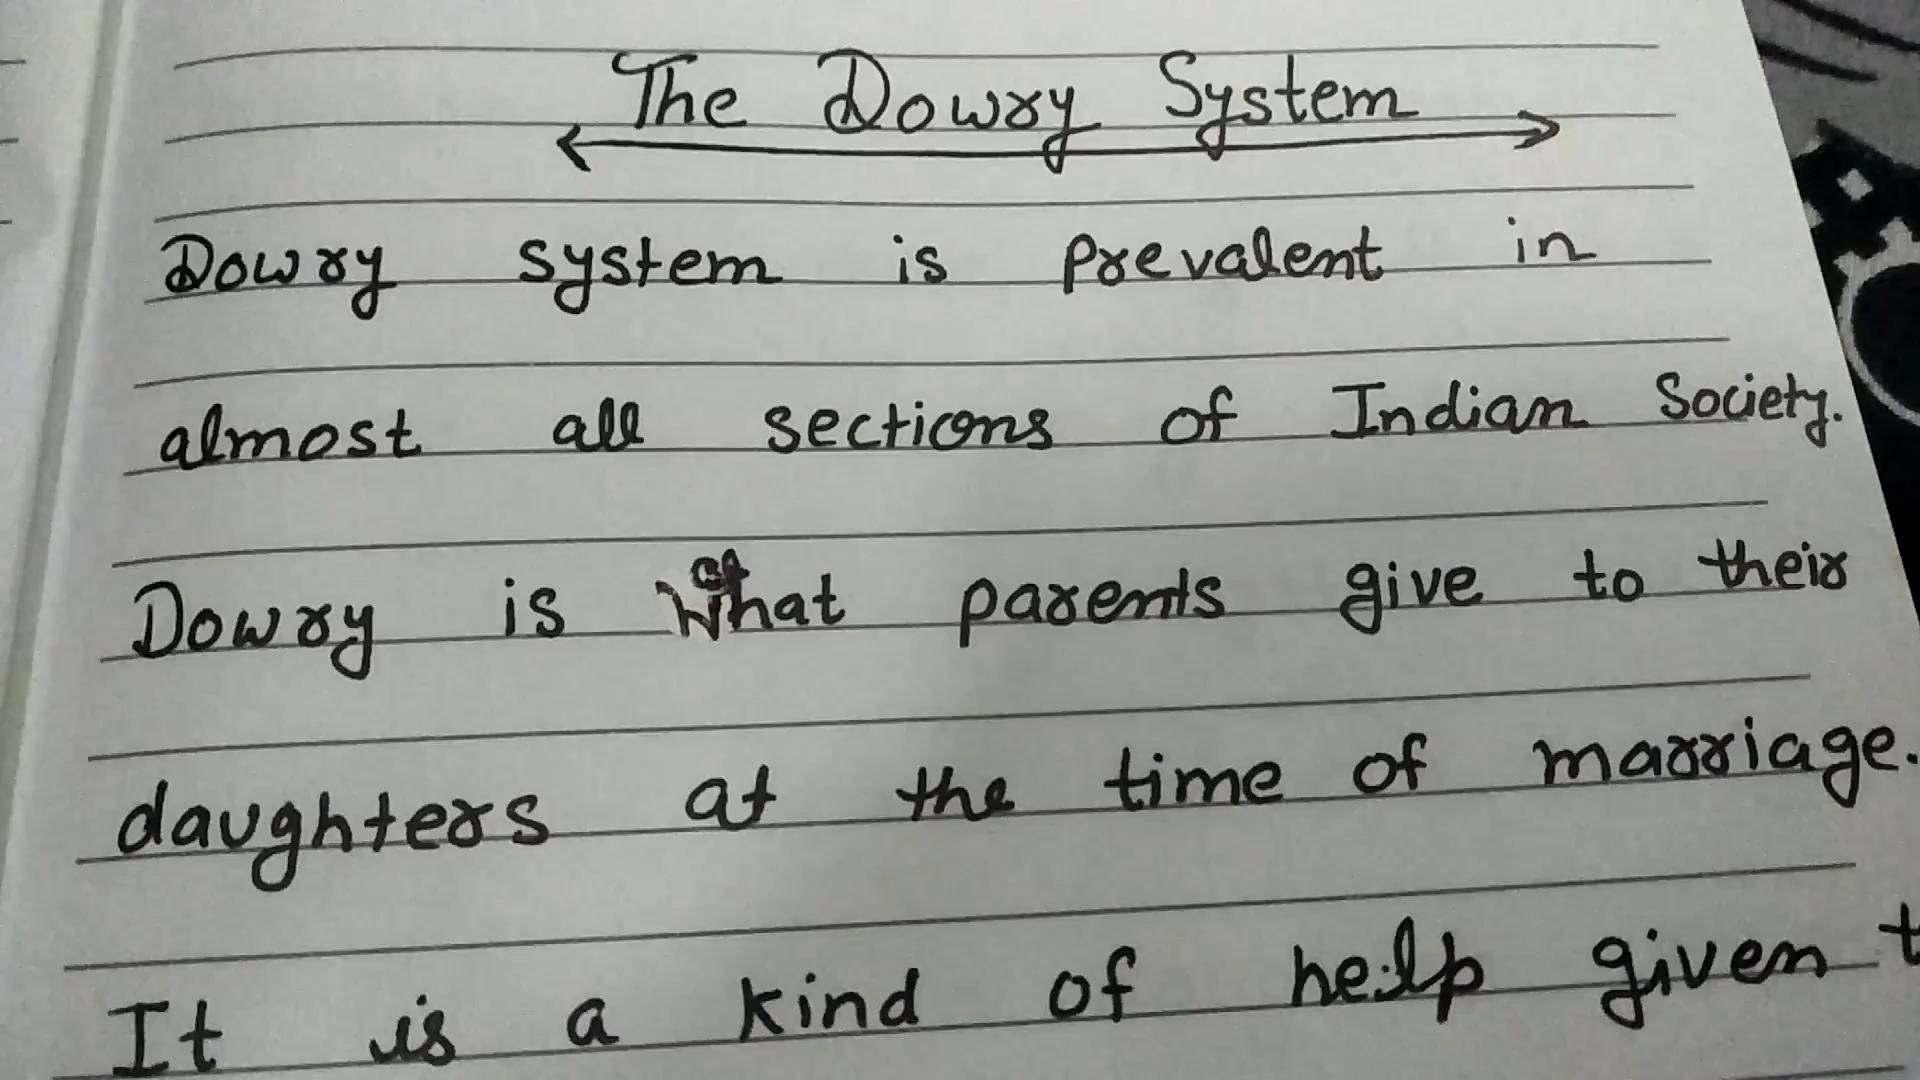 The Dowry System
Dowry system is prevalent in
almost all sections of Indian Society.
Dowry is what parents give to their
daughters at the time of marriage.
It is a kind of help given